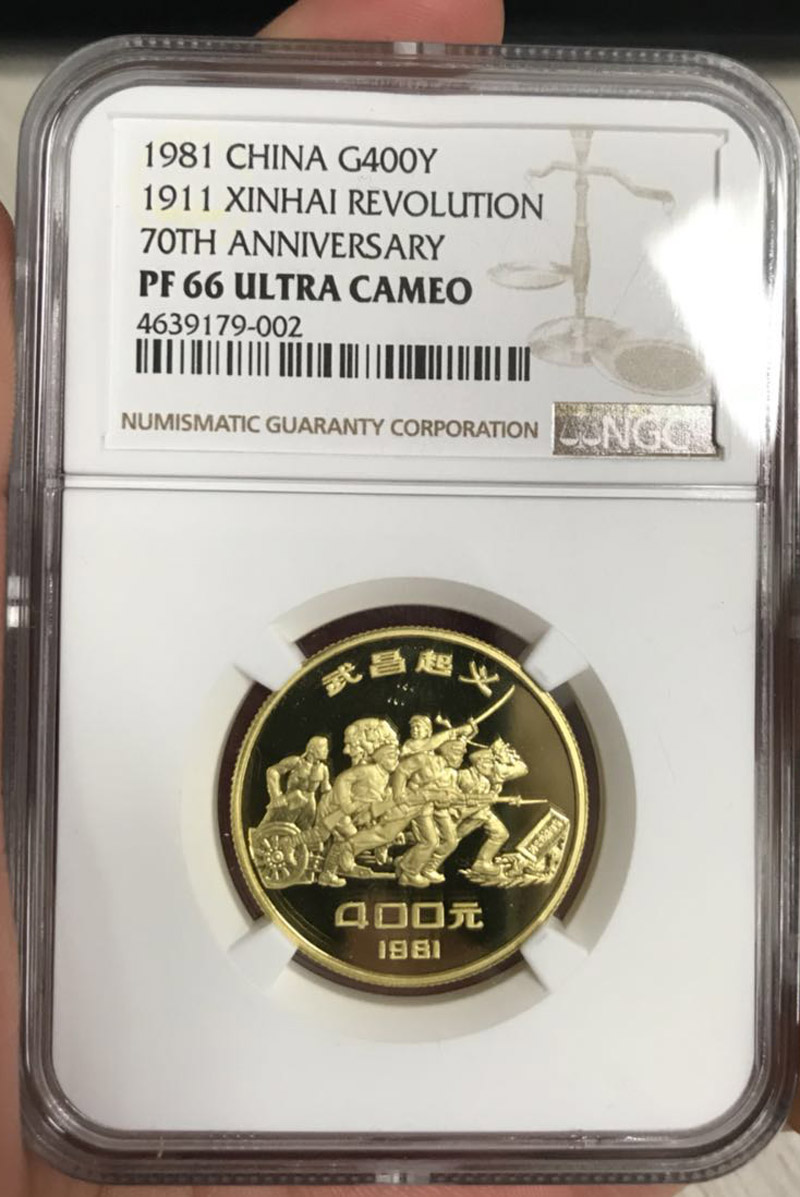 1981 CHINA G400Y
1911 XINHAI REVOLUTION
70TH ANNIVERSARY
PF 66 ULTRA CAMEO
4639179-002
NUMISMATIC GUARANTY CORPORATION
NGC
武昌起义
400元
1981